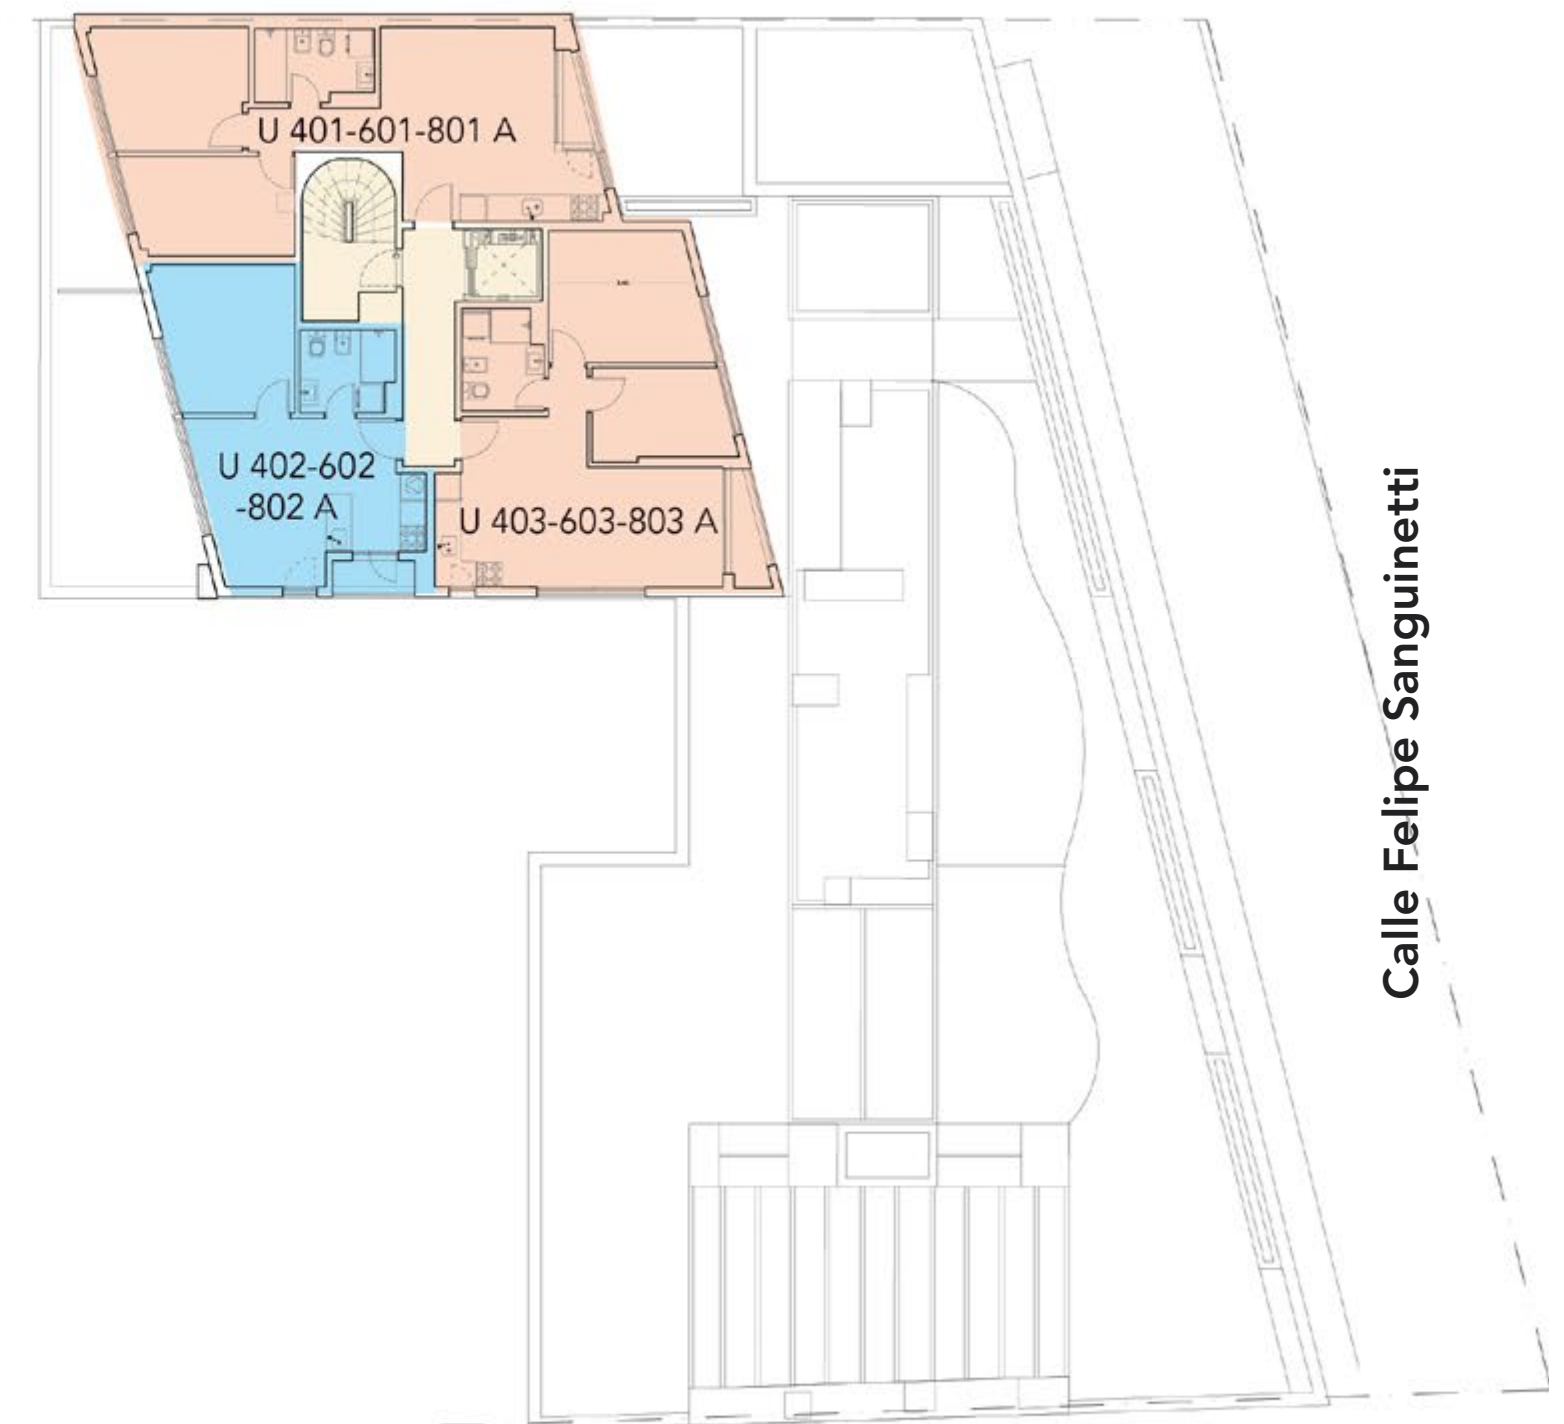 U 401-601-801 A
U 402-602
-802 A
U 403-603-803 A
Calle Felipe Sanguinetti